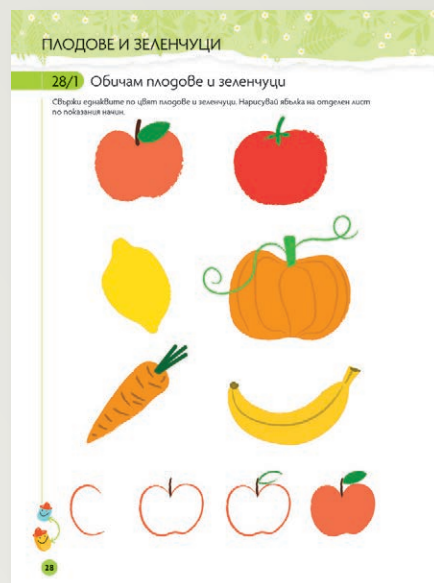 ПЛОДОВЕ И ЗЕЛЕНЧУЦИ
28/1 Обичам плодове и зеленчуци
Свържи еднаквите по цвят плодове и зеленчуци. Нарисувай ябълка на отделен лист
по показания начин.
28